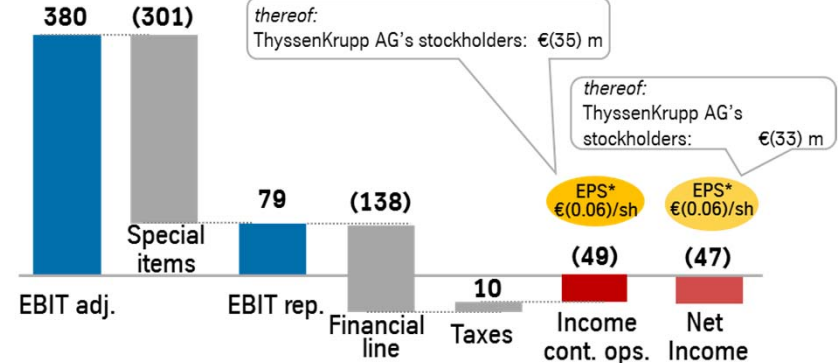 380
(301)
thereof:
ThyssenKrupp AG's stockholders: €(35) m
thereof:
ThyssenKrupp AG's
stockholders: €(33) m
EPS*
€(0.06)/sh
EPS*
€(0.06)/sh
79
(138)
Special
items
(49)
(47)
10
EBIT adj.
EBIT rep.
Financial
line
Taxes
Income
cont. ops.
Net
Income